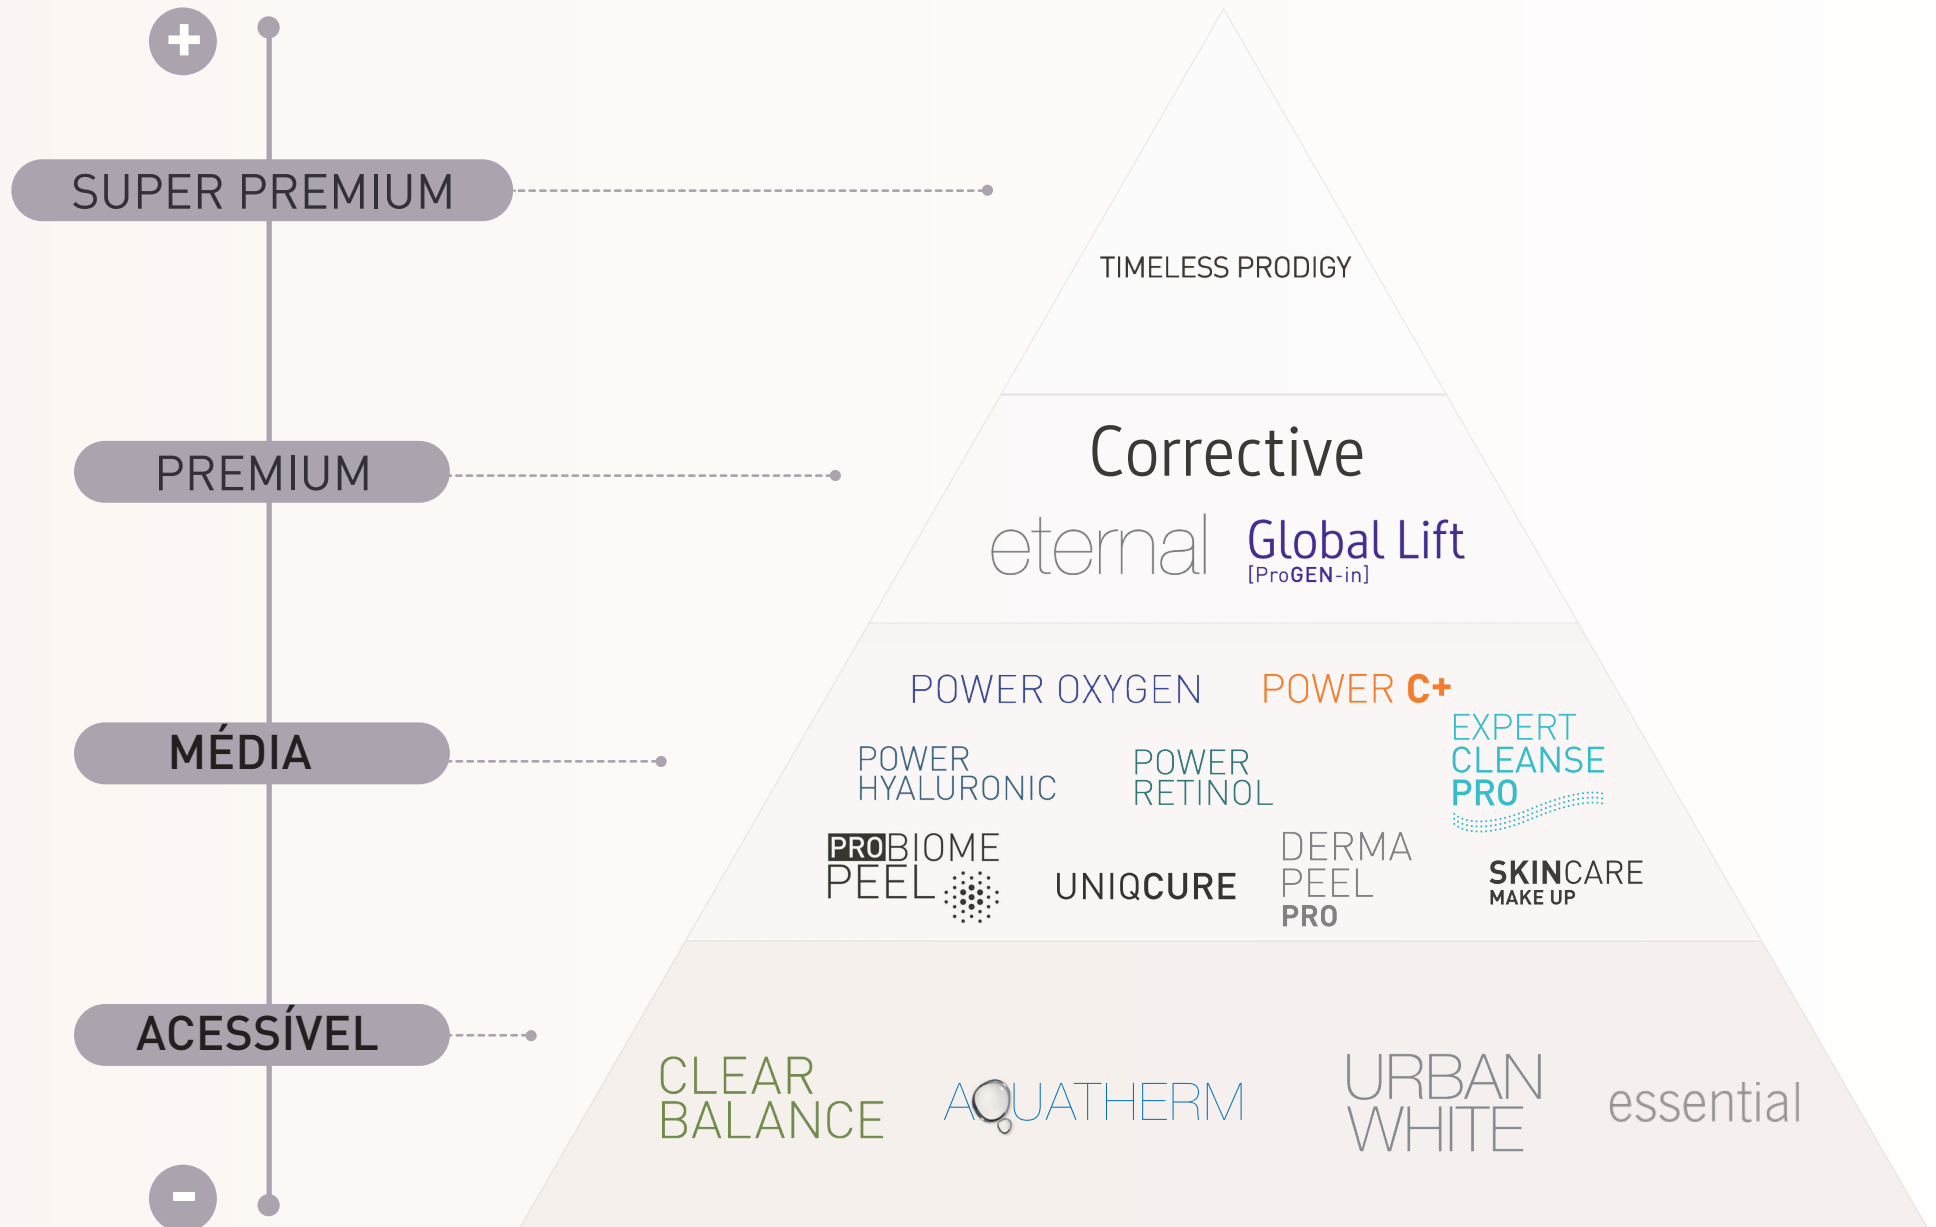 +
SUPER PREMIUM
TIMELESS PRODIGY
PREMIUM
Corrective
eternal
Global Lift
[ProGEN-in]
MÉDIA
POWER OXYGEN
POWER C+
POWER
HYALURONIC
POWER
RETINOL
EXPERT
CLEANSE
PRO
PROBIOME
PEEL
UNIQCURE
DERMA
PEEL
PRO
SKINCARE
MAKE UP
ACESSÍVEL
CLEAR
BALANCE
AQUATHERM
URBAN
WHITE
essential
-